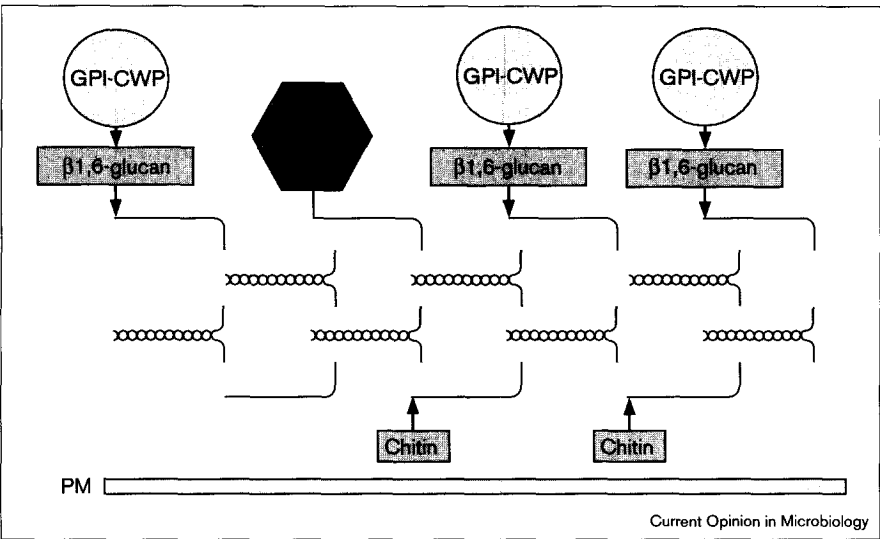 GPI-CWP GPI-CWP GPI-CWP
β1,6-glucan β1,6-glucan β1,6-glucan
Chitin Chitin
PM
Current Opinion in Microbiology